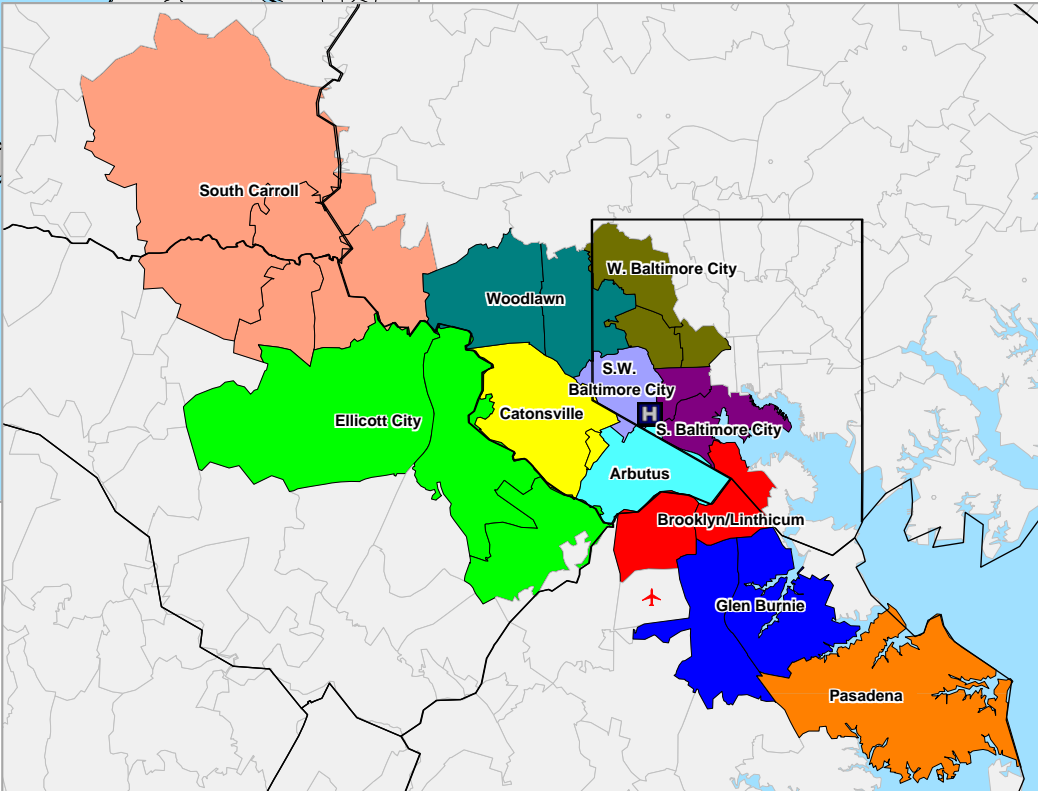 South Carroll
W. Baltimore City
Woodlawn
S.W.
Baltimore City
Ellicott City
Catonsville
H
S. Baltimore City
Arbutus
Brooklyn/Linthicum
Glen Burnie
Pasadena